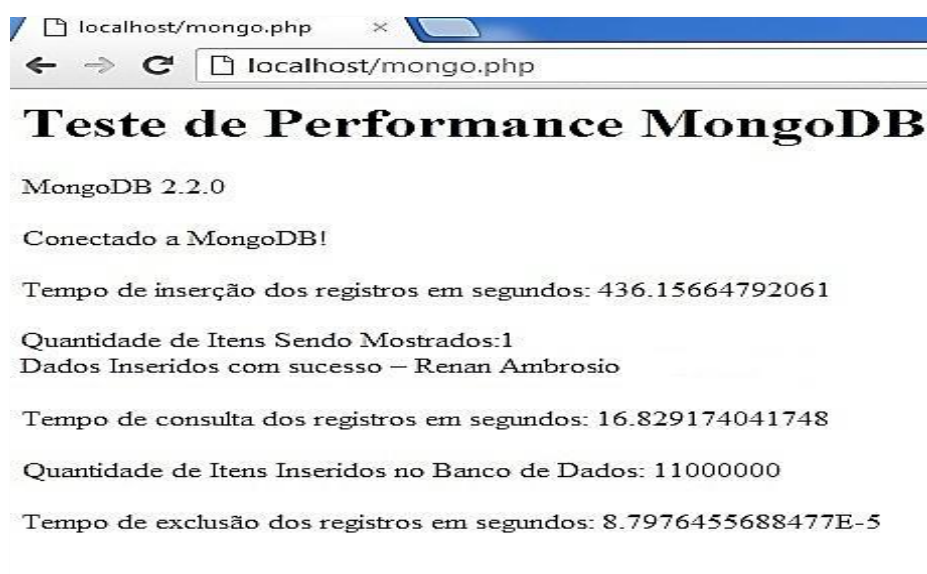 localhost/mongo.php
localhost/mongo.php
Teste de Performance MongoDB
MongoDB 2.2.0
Conectado a MongoDB!
Tempo de inserção dos registros em segundos: 436.15664792061
Quantidade de Itens Sendo Mostrados:1
Dados Inseridos com sucesso – Renan Ambrosio
Tempo de consulta dos registros em segundos: 16.829174041748
Quantidade de Itens Inseridos no Banco de Dados: 11000000
Tempo de exclusão dos registros em segundos: 8.7976455688477E-5